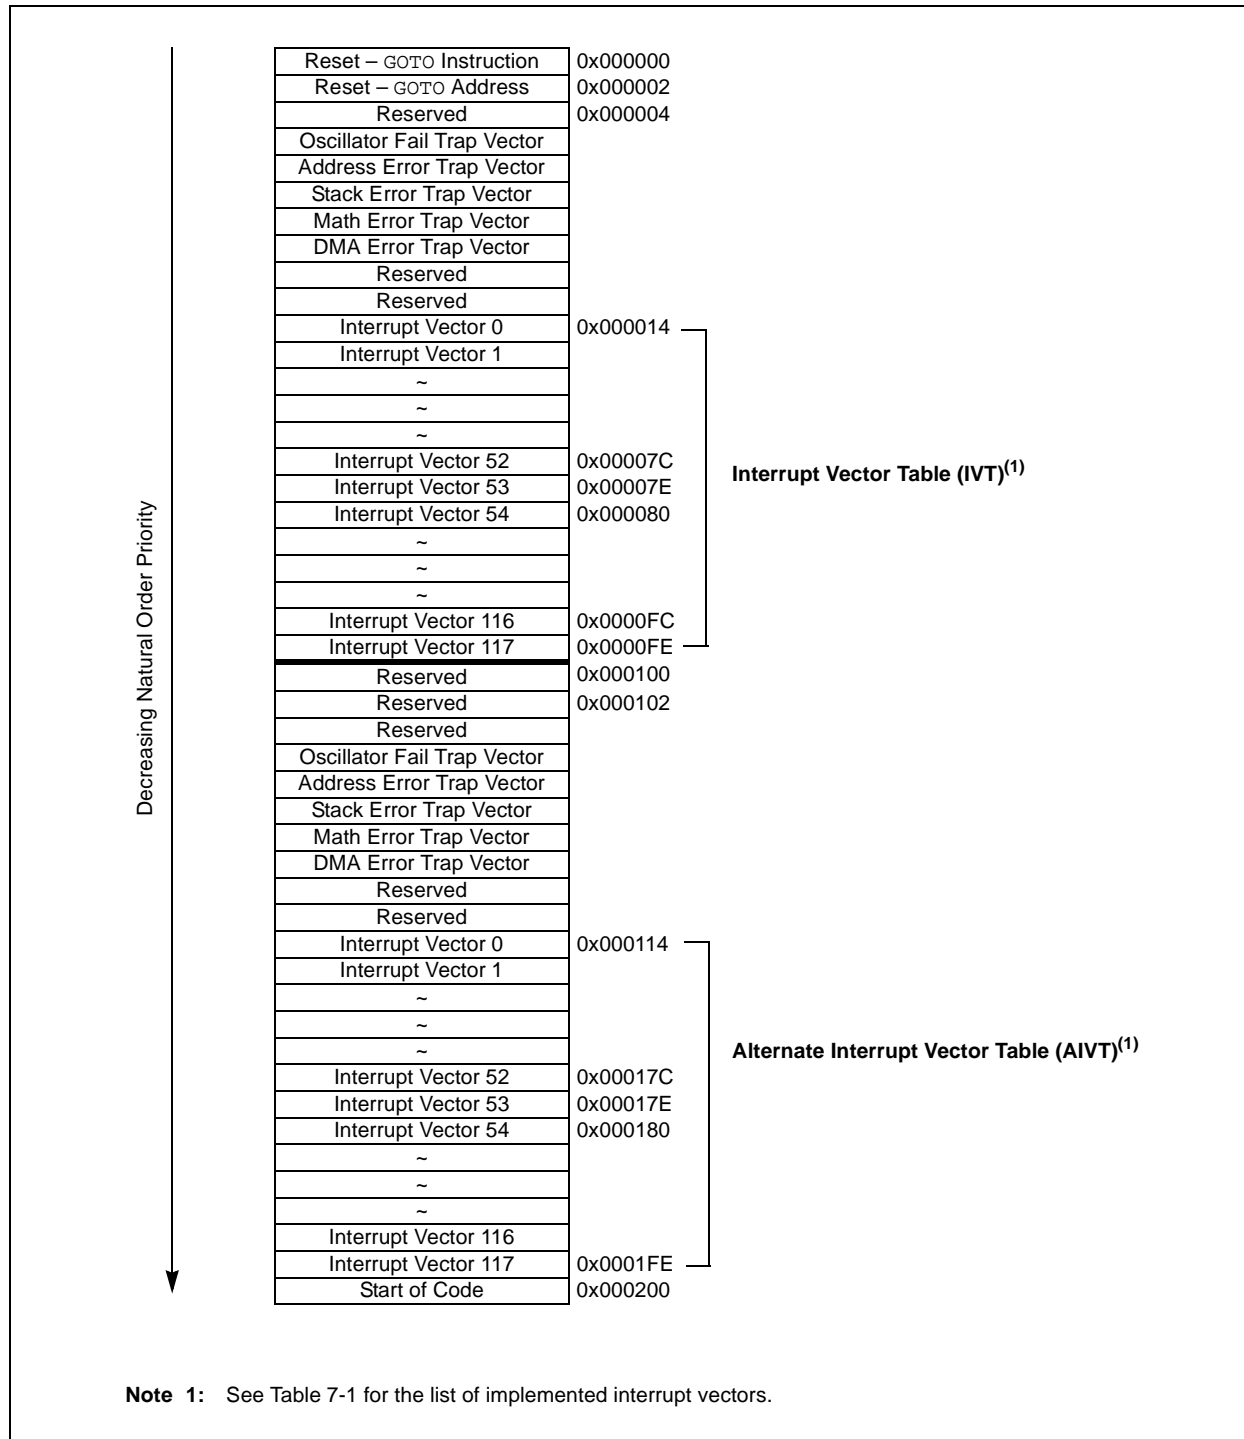 Reset – GOTO Instruction 0x000000
Reset – GOTO Address 0x000002
Reserved 0x000004
Oscillator Fail Trap Vector
Address Error Trap Vector
Stack Error Trap Vector
Math Error Trap Vector
DMA Error Trap Vector
Reserved
Reserved
Interrupt Vector 0 0x000014
Interrupt Vector 1
~
~
~
Interrupt Vector 52 0x00007C
Interrupt Vector 53 0x00007E
Interrupt Vector 54 0x000080
~
~
~
Interrupt Vector 116 0x0000FC
Interrupt Vector 117 0x0000FE
Interrupt Vector Table (IVT)(1)
Reserved 0x000100
Reserved 0x000102
Reserved
Oscillator Fail Trap Vector
Address Error Trap Vector
Stack Error Trap Vector
Math Error Trap Vector
DMA Error Trap Vector
Reserved
Reserved
Interrupt Vector 0 0x000114
Interrupt Vector 1
~
~
~
Interrupt Vector 52 0x00017C
Interrupt Vector 53 0x00017E
Interrupt Vector 54 0x000180
~
~
~
Interrupt Vector 116
Interrupt Vector 117 0x0001FE
Alternate Interrupt Vector Table (AIVT)(1)
Start of Code 0x000200
Decreasing Natural Order Priority
Note 1: See Table 7-1 for the list of implemented interrupt vectors.